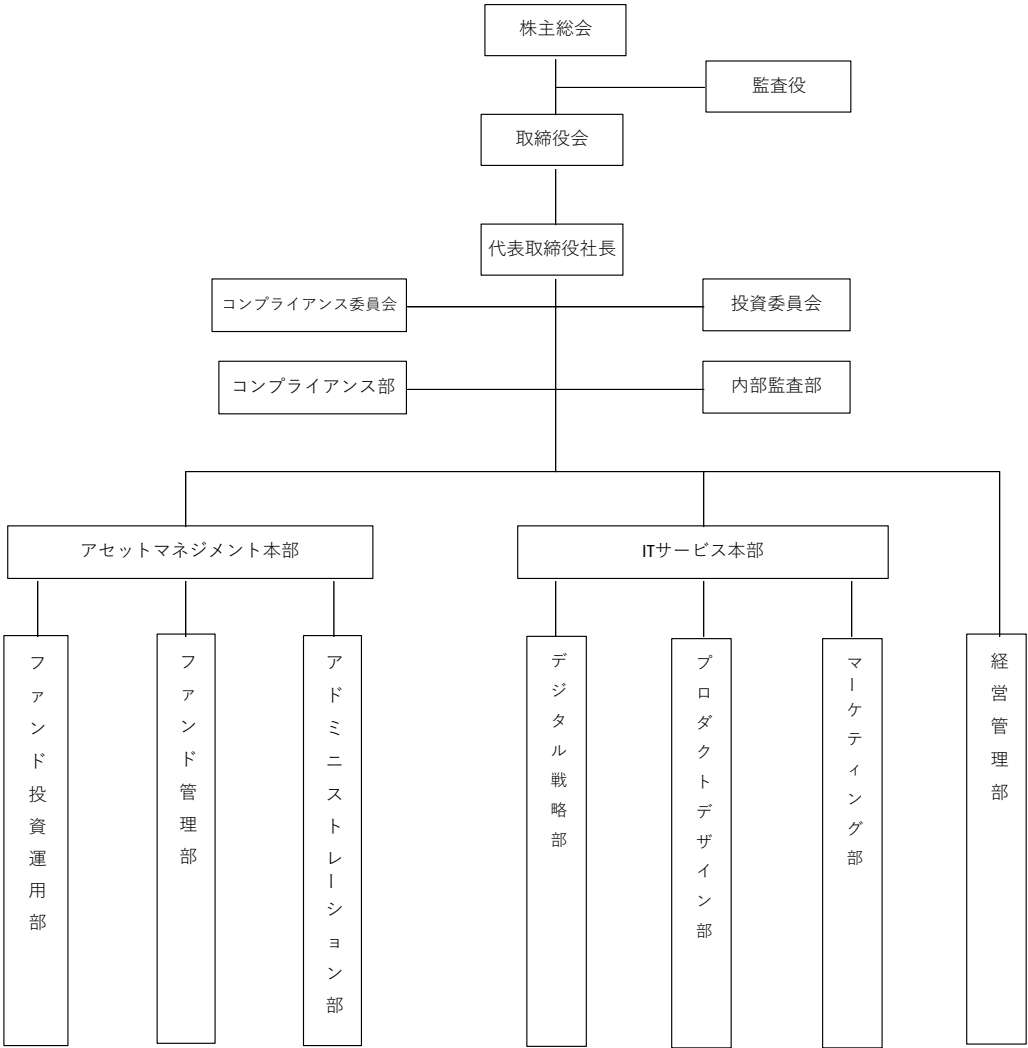 株主総会
監査役
取締役会
代表取締役社長
コンプライアンス委員会
投資委員会
コンプライアンス部
内部監査部
アセットマネジメント本部
ITサービス本部
ファンド投資運用部
ファンド管理部
アドミニストレーション部
デジタル戦略部
プロダクトデザイン部
マーケティング部
経営管理部